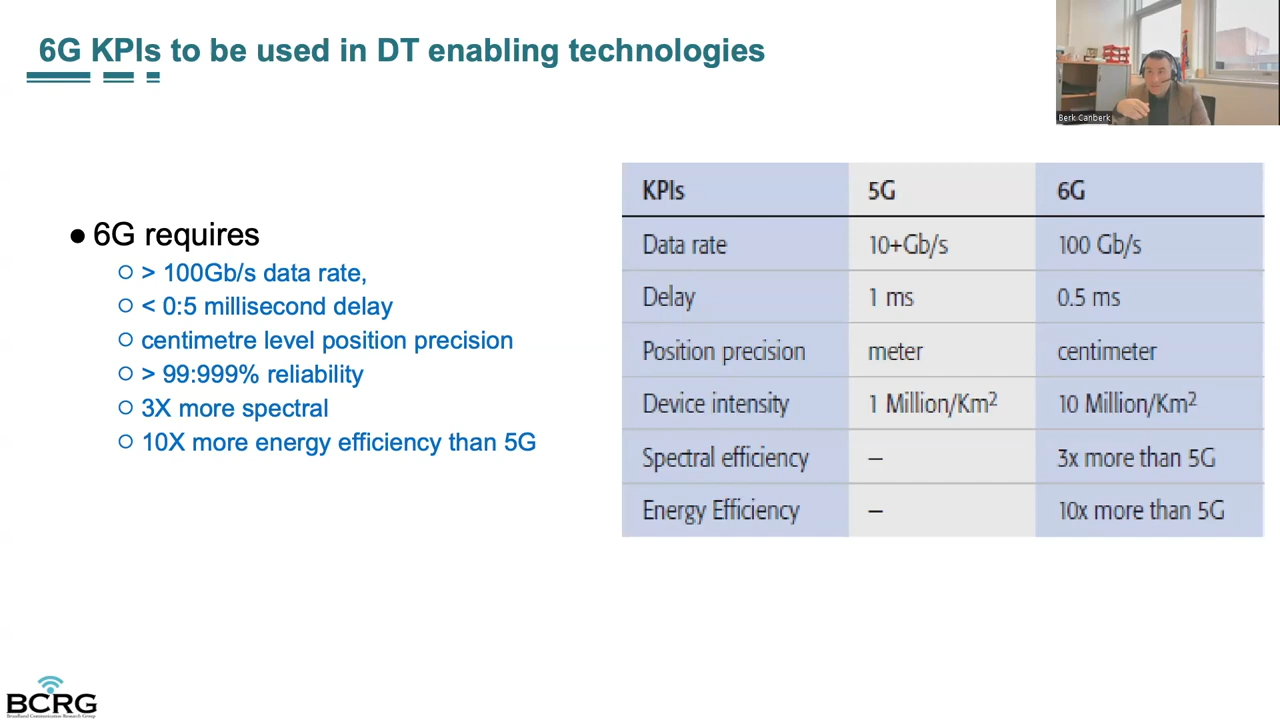 6G KPIs to be used in DT enabling technologies
Berk Canberk
● 6G requires
○ > 100Gb/s data rate,
○ < 0:5 millisecond delay
○ centimetre level position precision
○ > 99:999% reliability
○ 3X more spectral
○ 10X more energy efficiency than 5G
KPIs 5G 6G
Data rate 10+Gb/s 100 Gb/s
Delay 1 ms 0.5 ms
Position precision meter centimeter
Device intensity 1 Million/Km² 10 Million/Km²
Spectral efficiency – 3x more than 5G
Energy Efficiency – 10x more than 5G
BCRG
Broadband Communication Research Group